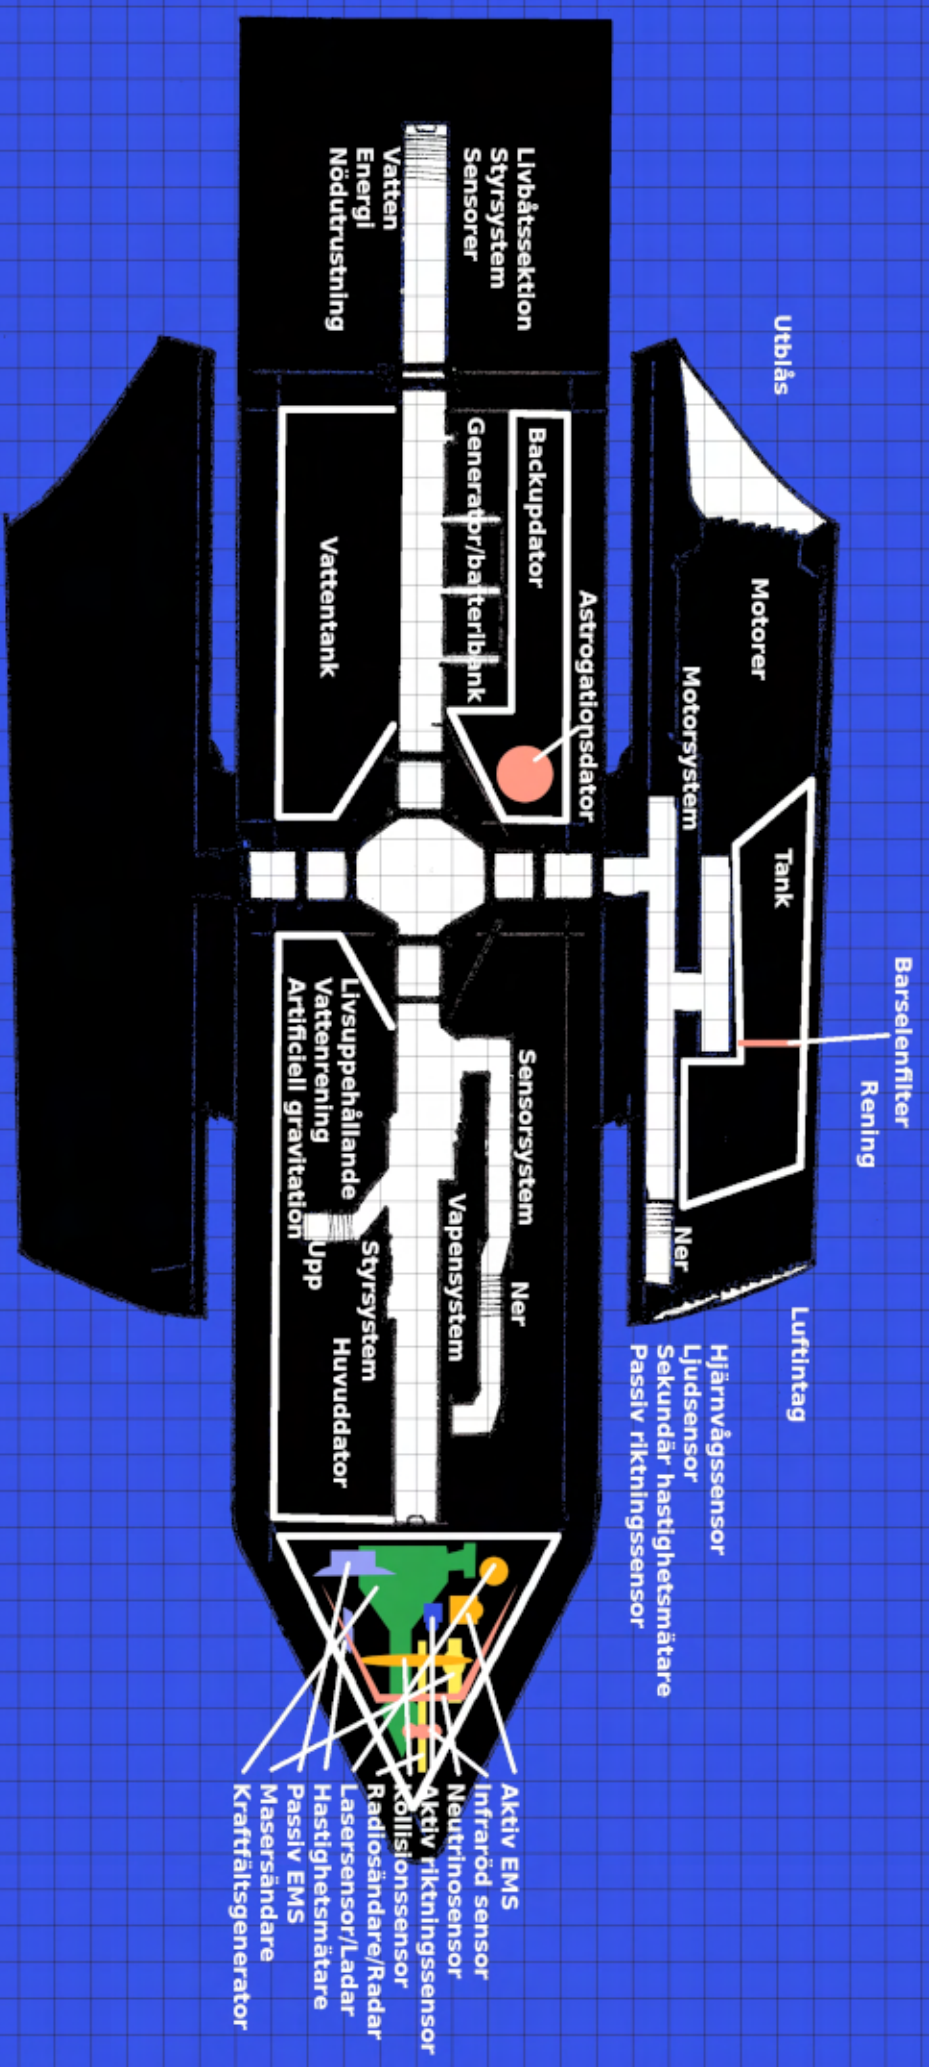 Livbåtssektion
Styrsystem
Sensorer
Vatten
Energi
Nödutrustning
Utblås
Motorer
Motorsystem
Tank
Barselenfilter
Rening
Luftintag
Ner
Backupdator
Generator/batteribank
Astrogationsdator
Vattentank
Sensorsystem
Ner
Vapensystem
Livsuppehållande
Vattenrening
Artificiell gravitation
Upp
Styrsystem
Huvuddator
Hjärnvågssensor
Ljudsensor
Sekundär hastighetsmätare
Passiv riktningssensor
Aktiv EMS
Infraröd sensor
Neutrinosensor
Aktiv riktningssensor
Kollisionssensor
Radiosändare/Radar
Lasersensor/Ladar
Hastighetsmätare
Passiv EMS
Masersändare
Kraftfältsgenerator